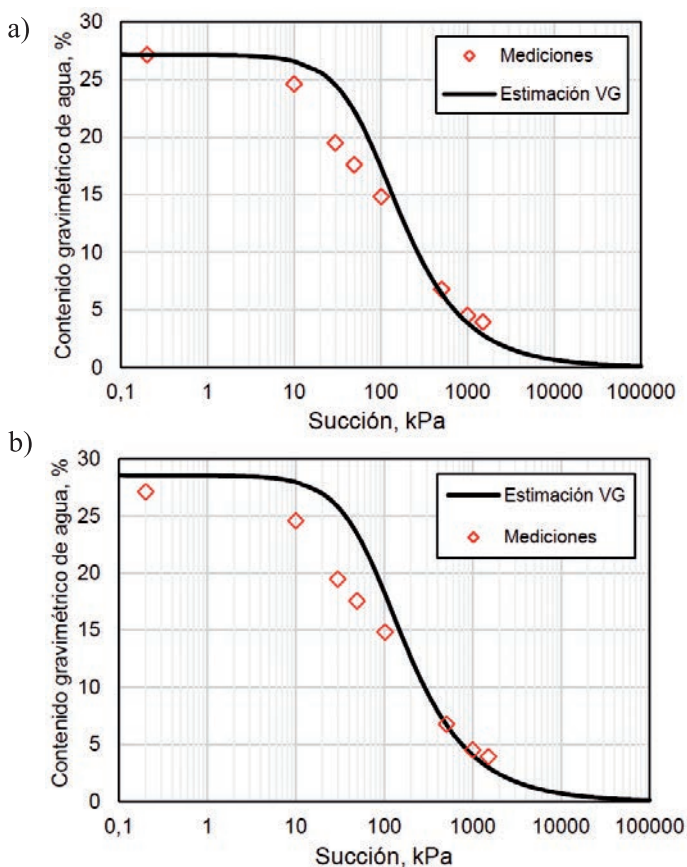 a)
Contenido gravimétrico de agua, %
30
25
20
15
10
5
0
Mediciones
Estimación VG
0,1 1 10 100 1000 10000 100000
Succión, kPa
b)
Contenido gravimétrico de agua, %
30
25
20
15
10
5
0
Estimación VG
Mediciones
0,1 1 10 100 1000 10000 100000
Succión, kPa